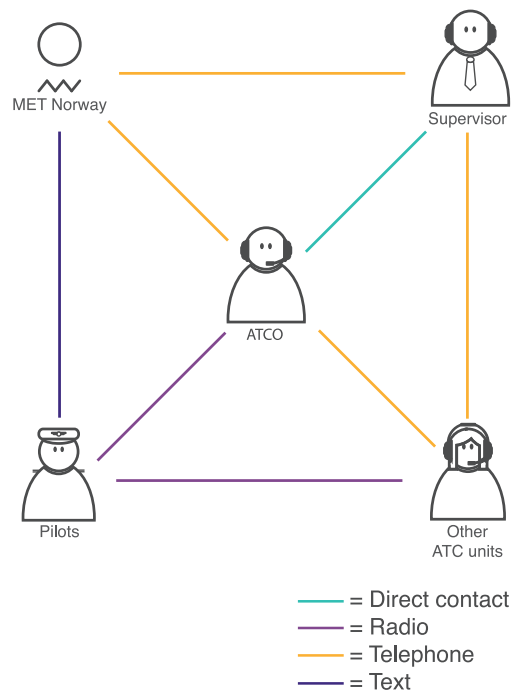 MET Norway
Supervisor
ATCO
Pilots
Other
ATC units
= Direct contact
= Radio
= Telephone
= Text